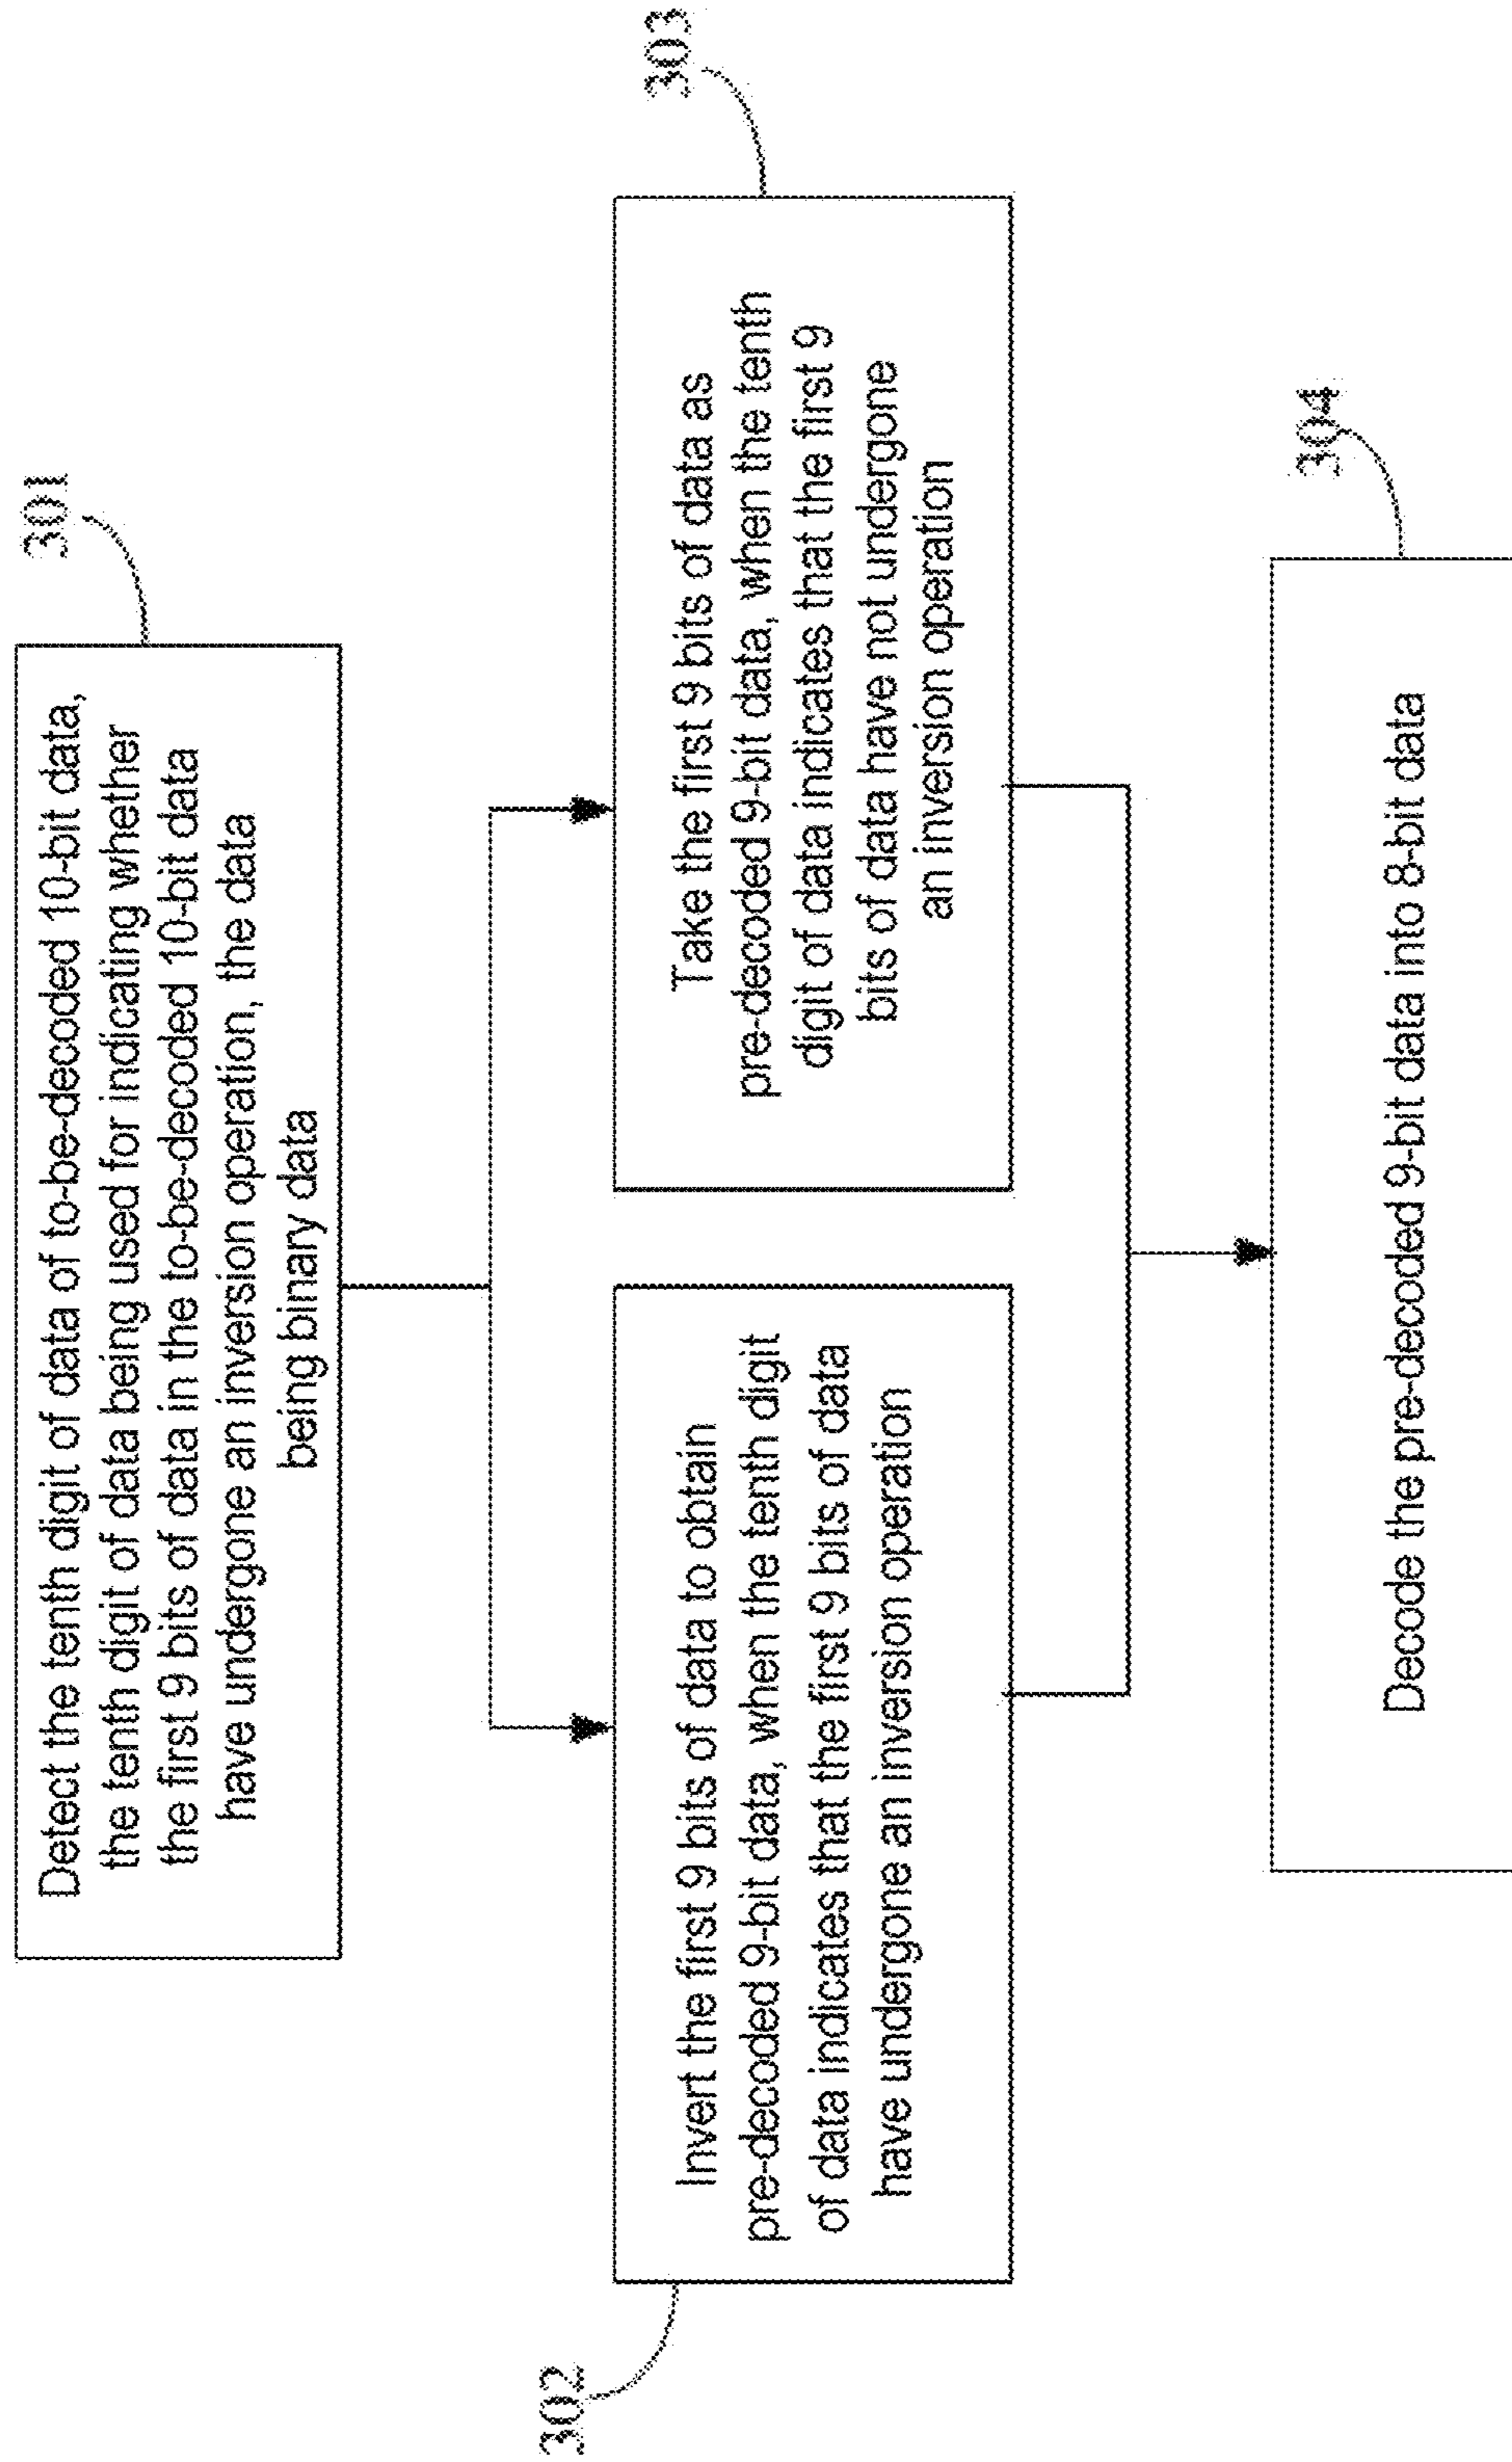 301
Detect the tenth digit of data of to-be-decoded 10-bit data,
the tenth digit of data being used for indicating whether
the first 9 bits of data in the to-be-decoded 10-bit data
have undergone an inversion operation, the data
being binary data
302
Invert the first 9 bits of data to obtain
pre-decoded 9-bit data, when the tenth digit
of data indicates that the first 9 bits of data
have undergone an inversion operation
303
Take the first 9 bits of data as
pre-decoded 9-bit data, when the tenth
digit of data indicates that the first 9
bits of data have not undergone
an inversion operation
304
Decode the pre-decoded 9-bit data into 8-bit data